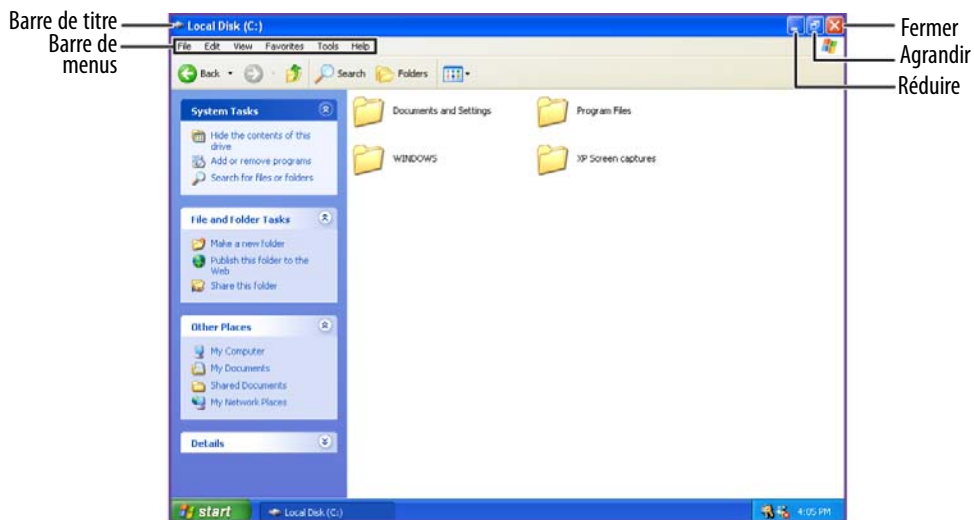 Barre de titre
Barre de
menus
Fermer
Agrandir
Réduire
Local Disk (C:)
File Edit View Favorites Tools Help
Back Search Folders
System Tasks
Hide the contents of this
drive
Add or remove programs
Search for files or folders
File and Folder Tasks
Make a new folder
Publish this folder to the
Web
Share this folder
Other Places
My Computer
My Documents
Shared Documents
My Network Places
Details
Documents and Settings
Program Files
WINDOWS
XP Screen captures
start
Local Disk (C:)
4:05 PM